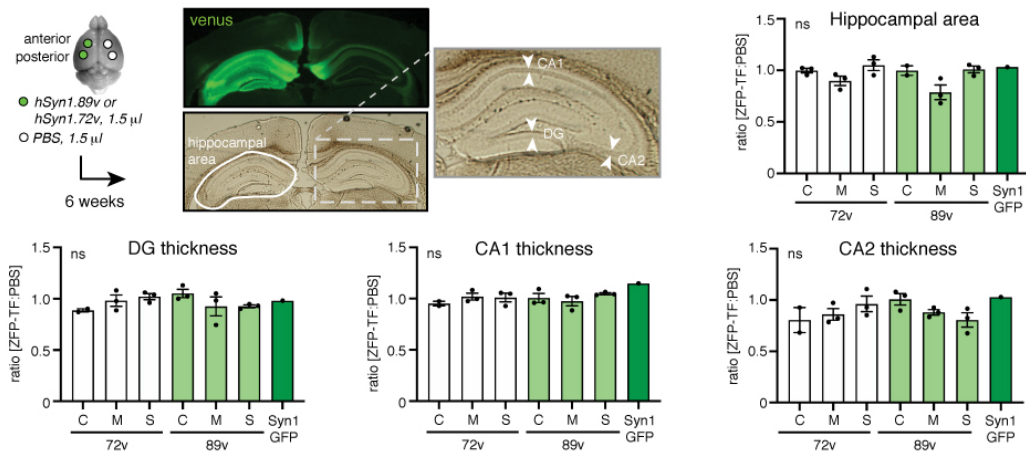 anterior
posterior
hSyn1.89v or
hSyn1.72v, 1.5 µl
PBS, 1.5 µl
6 weeks
venus
hippocampal
area
CA1
DG
CA2
Hippocampal area
ns
ratio [ZFP-TF:PBS]
1.5
1.0
0.5
0
C M S C M S Syn1
72v 89v GFP
DG thickness
ns
ratio [ZFP-TF:PBS]
1.5
1.0
0.5
0
C M S C M S Syn1
72v 89v GFP
CA1 thickness
ns
ratio [ZFP-TF:PBS]
1.5
1.0
0.5
0
C M S C M S Syn1
72v 89v GFP
CA2 thickness
ns
ratio [ZFP-TF:PBS]
1.5
1.0
0.5
0
C M S C M S Syn1
72v 89v GFP